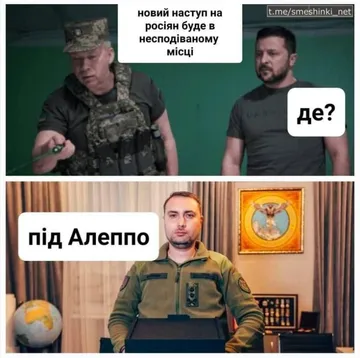 t.me/smeshinki_net
новий наступ на
росіян буде в
несподіваному
місці
де?
під Алеппо